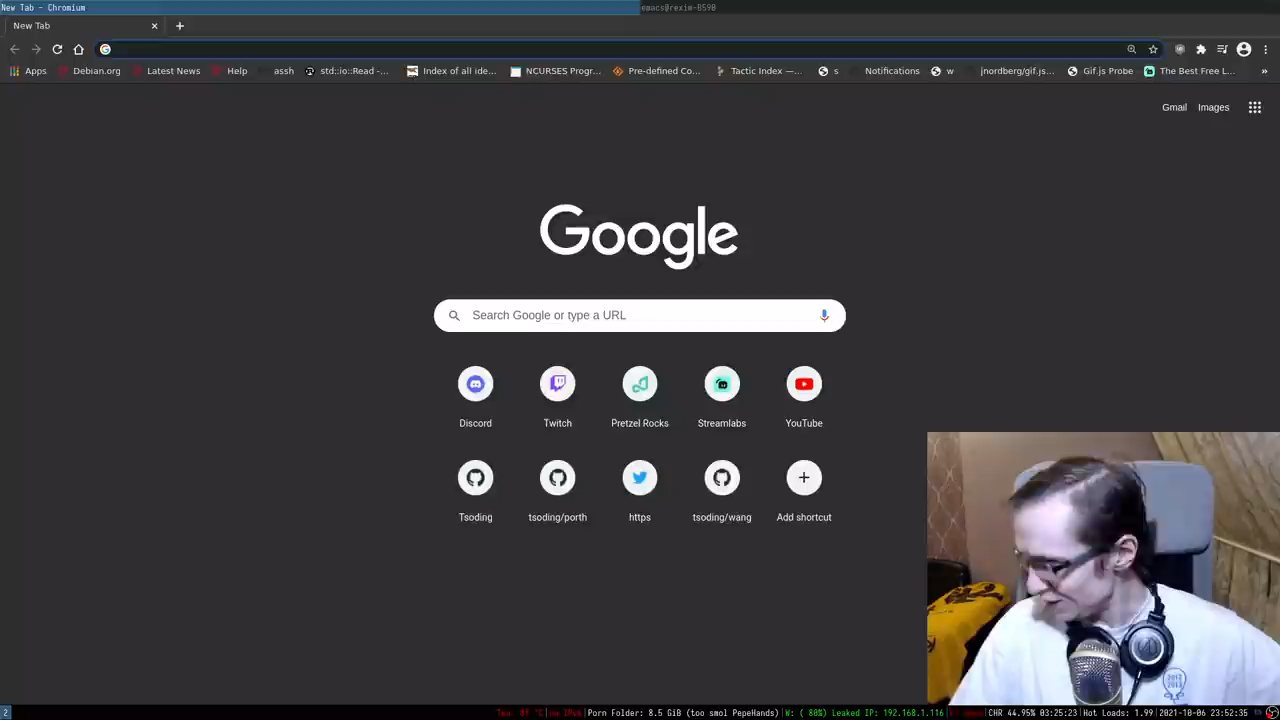 New Tab - Chromium
emacs@rexim-B590
New Tab
Apps
Debian.org
Latest News
Help
assh
std::io::Read -...
Index of all ide...
NCURSES Progr...
Pre-defined Co...
Tactic Index —...
s
Notifications
w
jnordberg/gif.js...
Gif.js Probe
The Best Free L...
»
Gmail
Images
Google
Search Google or type a URL
Discord
Twitch
Pretzel Rocks
Streamlabs
YouTube
Tsoding
tsoding/porth
https
tsoding/wang
Add shortcut
2
no IPv6|Porn Folder: 8.5 GiB (too smol PepeHands)|W: ( 80%) Leaked IP: 192.168.1.116|
CHR 44.95% 03:25:23|Hot Loads: 1.99|2021-10-06 23:52:35